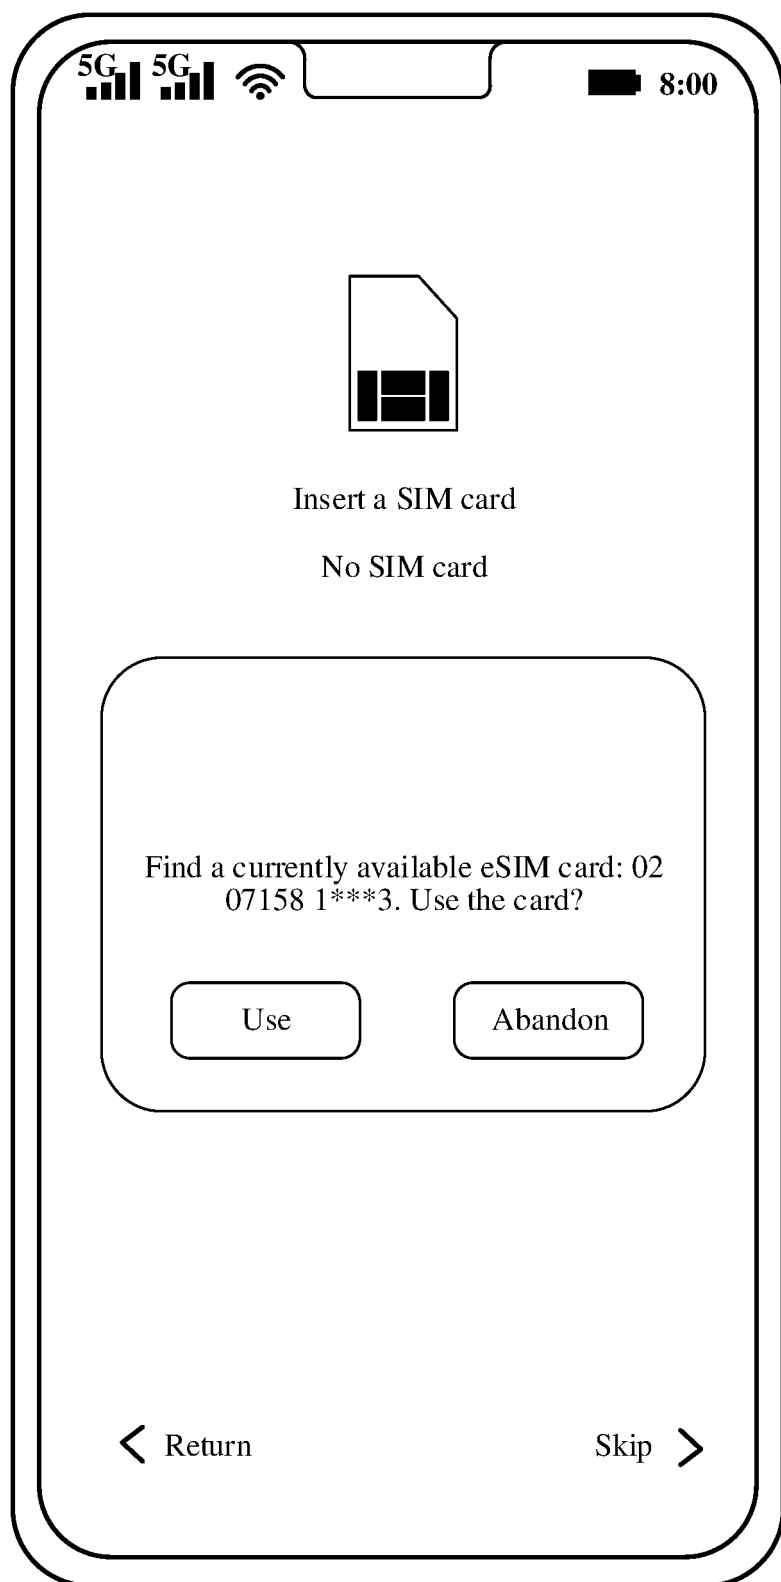 5G 5G 8:00
Insert a SIM card
No SIM card
Find a currently available eSIM card: 02
07158 1***3. Use the card?
Use Abandon
Return Skip